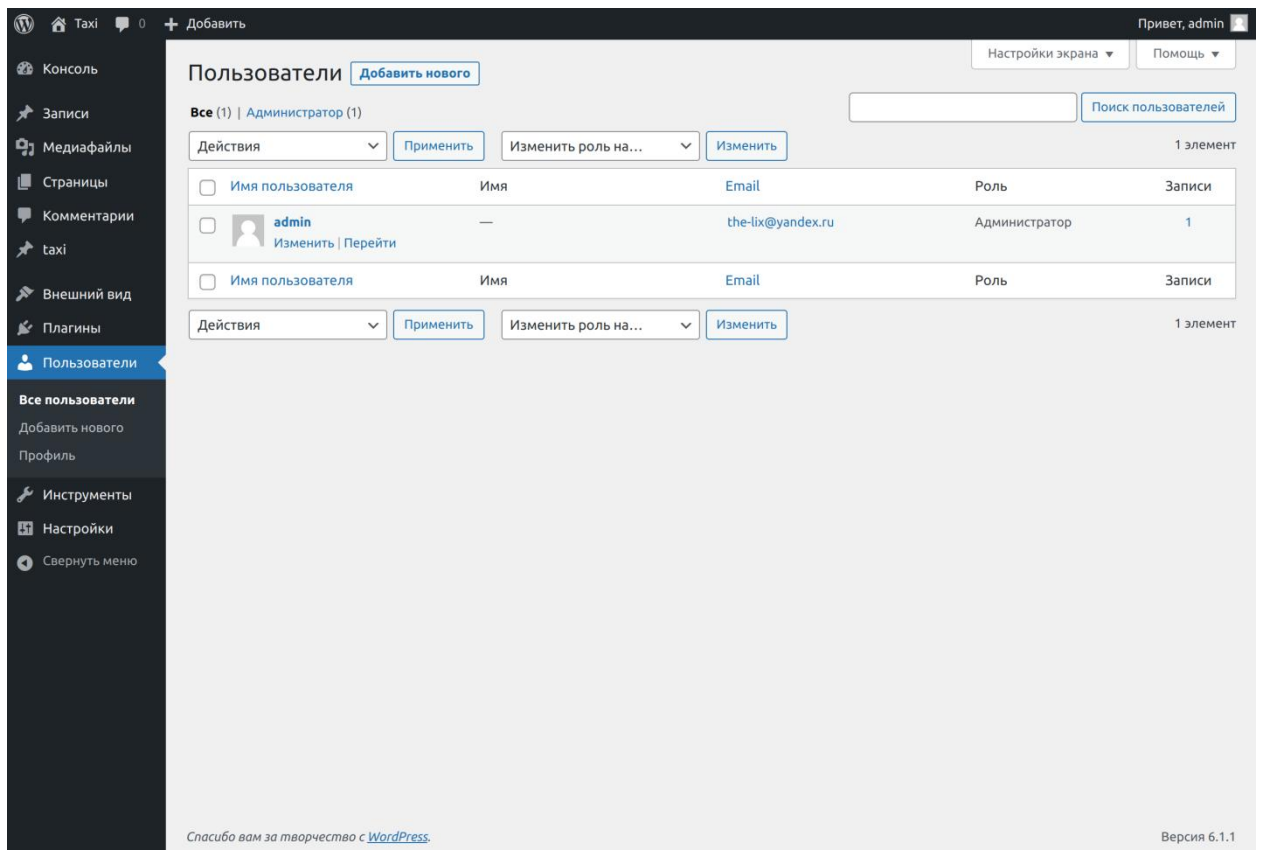 Taxi 0 Добавить Привет, admin
Консоль
Записи
Медиафайлы
Страницы
Комментарии
taxi
Внешний вид
Плагины
Пользователи
Все пользователи
Добавить нового
Профиль
Инструменты
Настройки
Свернуть меню
Настройки экрана Помощь
Пользователи Добавить нового
Все (1) | Администратор (1) Поиск пользователей
Действия Применить Изменить роль на... Изменить 1 элемент
Имя пользователя Имя Email Роль Записи
admin — the-lix@yandex.ru Администратор 1
Изменить | Перейти
Имя пользователя Имя Email Роль Записи
Действия Применить Изменить роль на... Изменить 1 элемент
Спасибо вам за творчество с WordPress. Версия 6.1.1